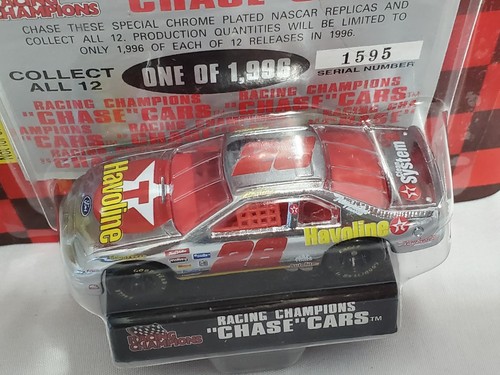 RACING CHAMPIONS
"CHASE" CARS
CHASE THESE SPECIAL CHROME PLATED NASCAR REPLICAS AND
COLLECT ALL 12. PRODUCTION QUANTITIES WILL BE LIMITED TO
ONLY 1,996 OF EACH OF 12 RELEASES IN 1996.
COLLECT
ALL 12
ONE OF 1,996
1595
SERIAL NUMBER
RACING CHAMPIONS
"CHASE" CARS
28
Havoline
T
Ford
system
28
Havoline
RACING CHAMPIONS
RACING CHAMPIONS
"CHASE" CARS™